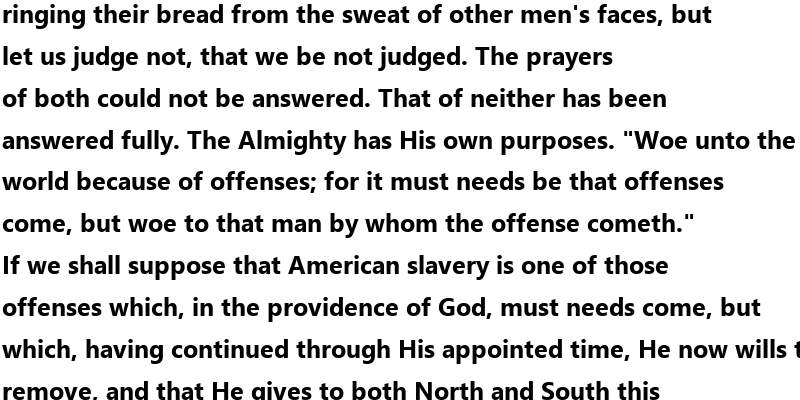 ringing their bread from the sweat of other men's faces, but
let us judge not, that we be not judged. The prayers
of both could not be answered. That of neither has been
answered fully. The Almighty has His own purposes. "Woe unto the
world because of offenses; for it must needs be that offenses
come, but woe to that man by whom the offense cometh."
If we shall suppose that American slavery is one of those
offenses which, in the providence of God, must needs come, but
which, having continued through His appointed time, He now wills
remove, and that He gives to both North and South this